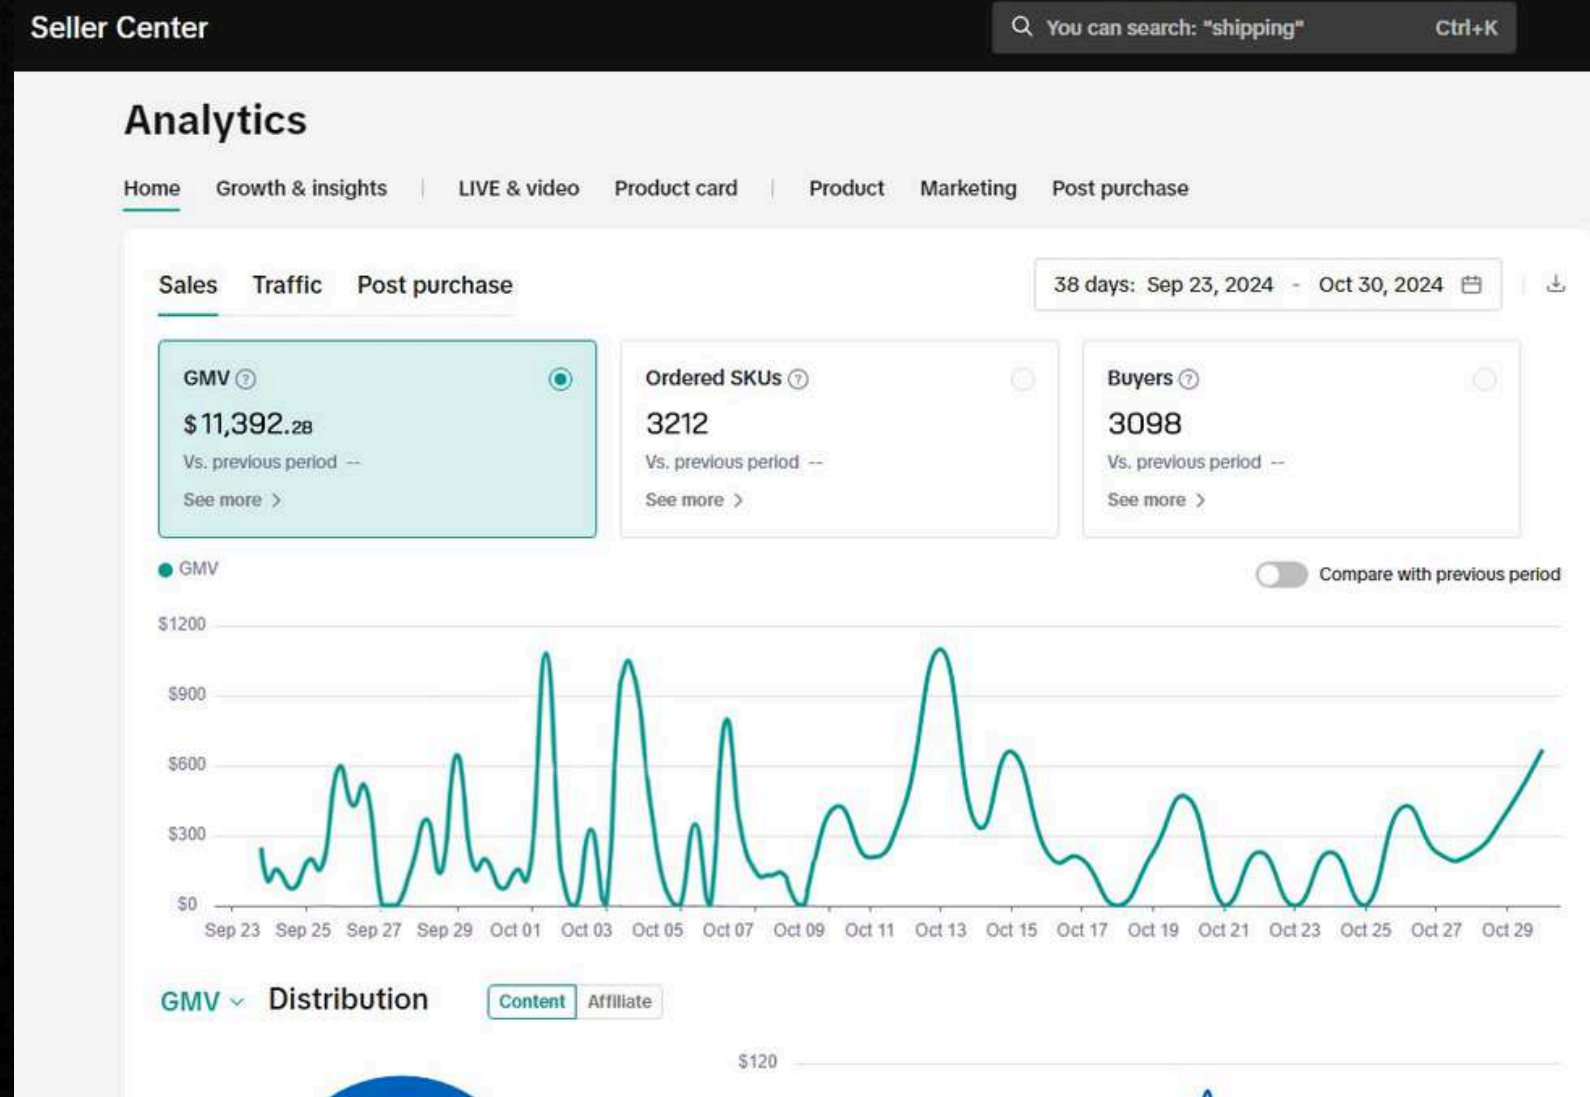 Seller Center
You can search: "shipping" Ctrl+K
Analytics
Home Growth & insights | LIVE & video Product card | Product Marketing Post purchase
Sales Traffic Post purchase
38 days: Sep 23, 2024 - Oct 30, 2024
GMV ?
$11,392.28
Vs. previous period --
See more >
Ordered SKUs ?
3212
Vs. previous period --
See more >
Buyers ?
3098
Vs. previous period --
See more >
GMV
Compare with previous period
$1200
$900
$600
$300
$0
Sep 23 Sep 25 Sep 27 Sep 29 Oct 01 Oct 03 Oct 05 Oct 07 Oct 09 Oct 11 Oct 13 Oct 15 Oct 17 Oct 19 Oct 21 Oct 23 Oct 25 Oct 27 Oct 29
GMV Distribution Content Affiliate
$120